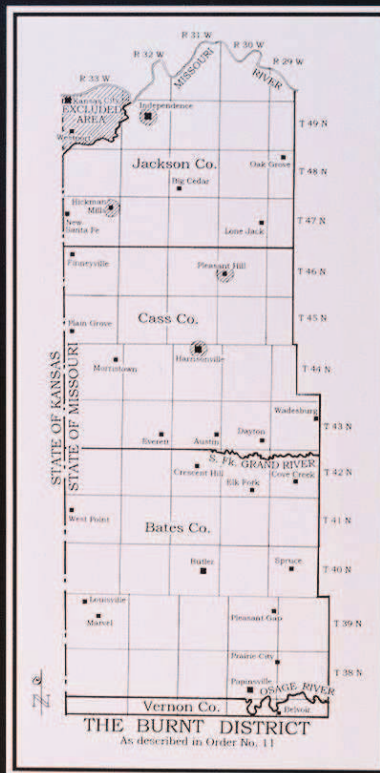 R 31 W
R 32 W
R 30 W
R 29 W
R 33 W
MISSOURI
RIVER
Kansas City
EXCLUDED
AREA
Independence
Westport
T 49 N
Jackson Co.
Oak Grove
T 48 N
Big Cedar
Hickman
Mills
New
Santa Fe
Lone Jack
T 47 N
Finneyville
Pleasant Hill
T 46 N
Cass Co.
T 45 N
Plain Grove
Harrisonville
Morristown
T 44 N
STATE OF KANSAS
STATE OF MISSOURI
Wadesburg
Everett
Austin
Dayton
T 43 N
S. Fk. GRAND RIVER
Crescent Hill
Cove Creek
T 42 N
Elk Fork
West Point
T 41 N
Bates Co.
Butler
Spruce
T 40 N
Louisville
Marvel
Pleasant Gap
T 39 N
Prairie City
T 38 N
Papinsville
OSAGE RIVER
N
Vernon Co.
Belvoir
THE BURNT DISTRICT
As described in Order No. 11